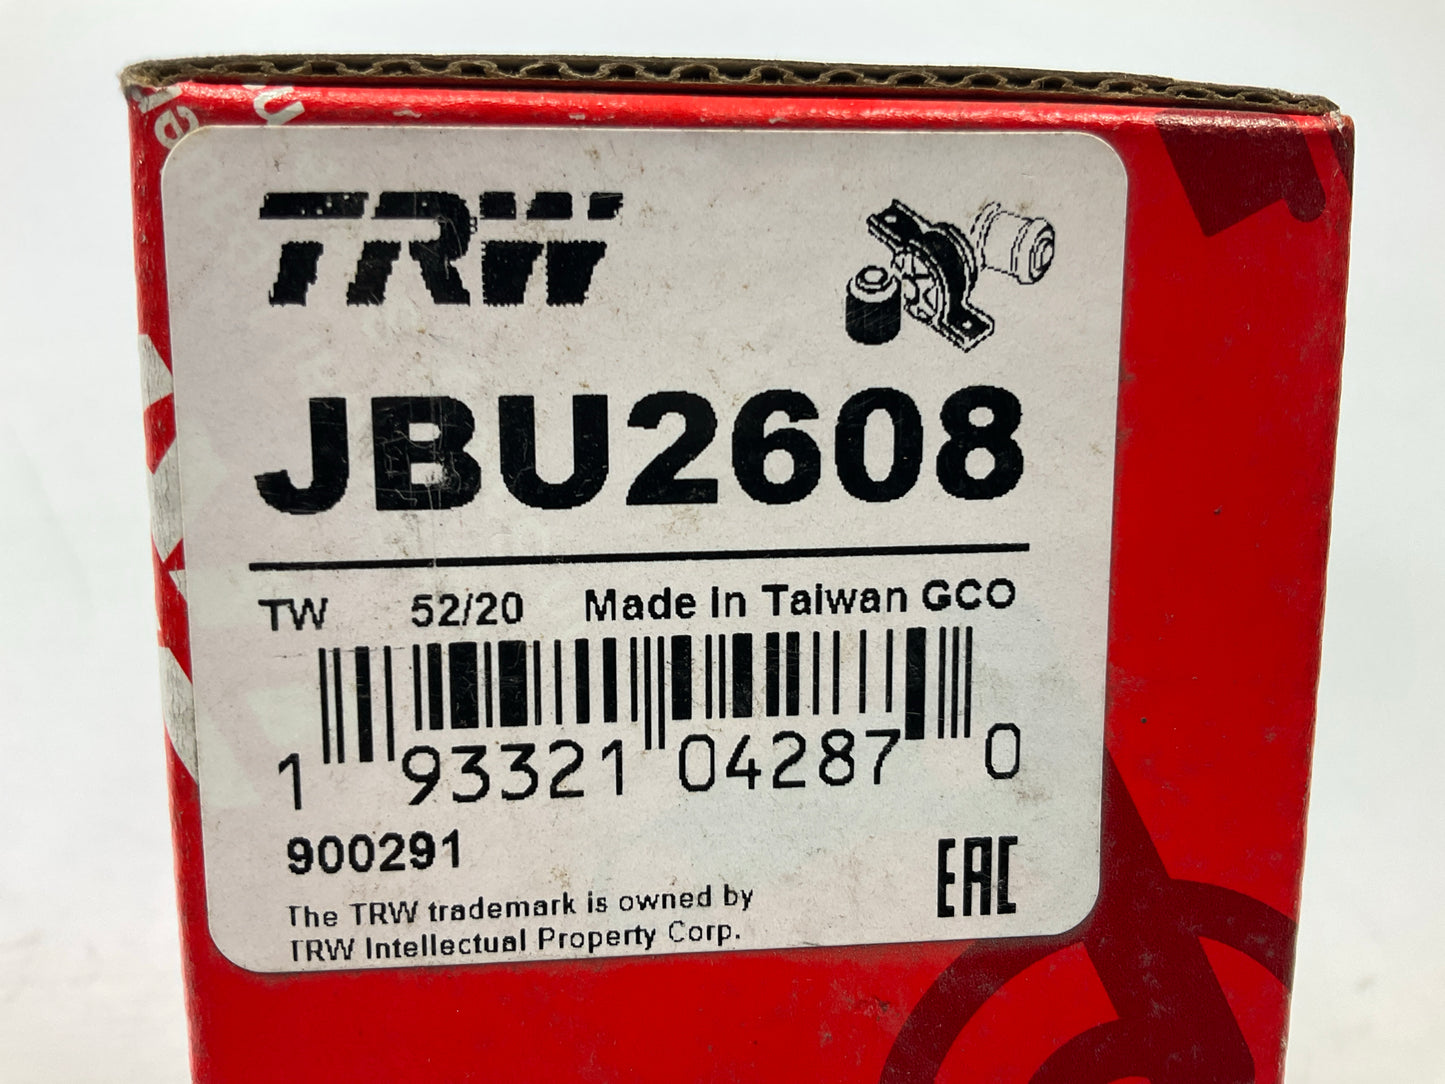 TRW
JBU2608
TW 52/20 Made In Taiwan GCO
1 93321 04287 0
900291
EAC
The TRW trademark is owned by
TRW Intellectual Property Corp.